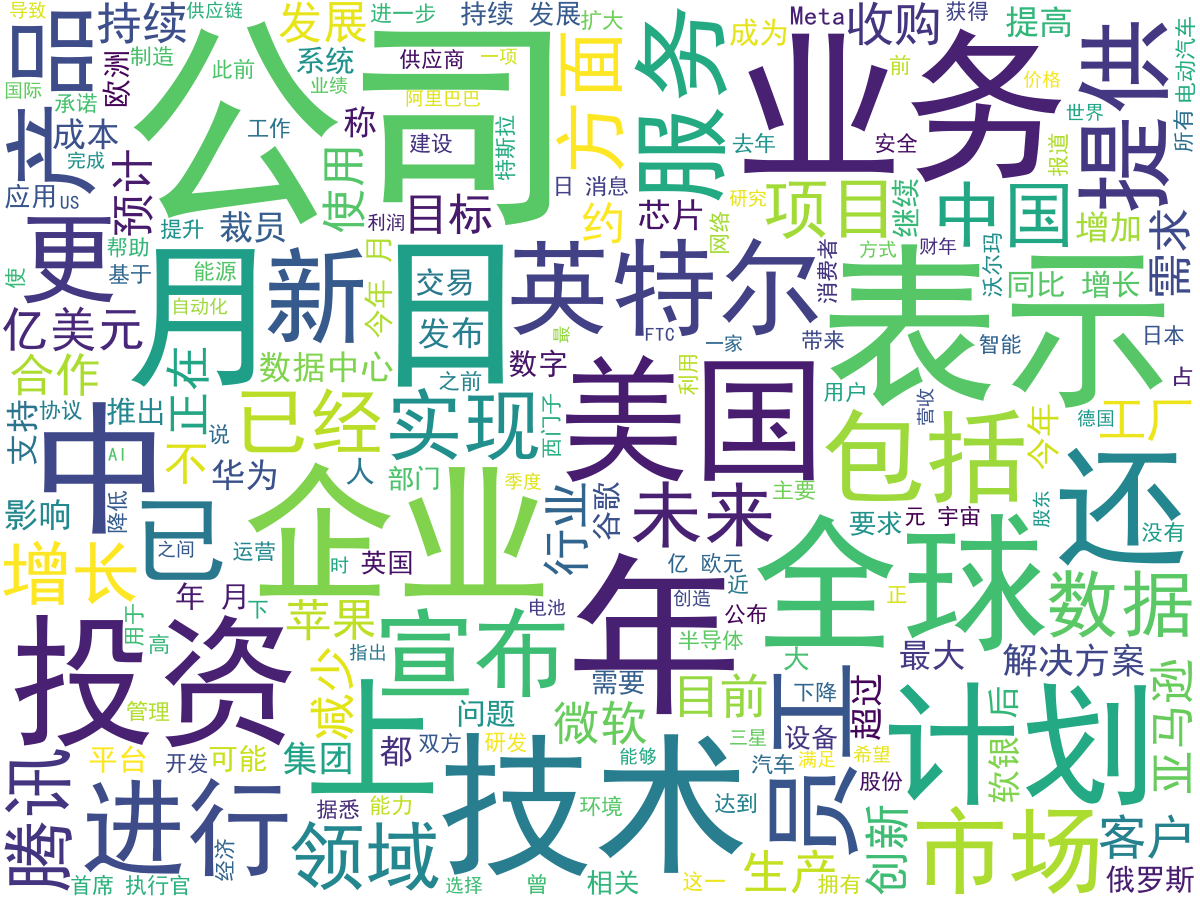 导致
供应链
持续
发展
进一步
持续 发展
扩大
Meta
收购
获得
提高
产品
制造
此前
系统
供应商
一项
成为
前
价格
国际
欧洲
业绩
阿里巴巴
方面
服务
业务
提供
电动汽车
承诺
公司
世界
成本
工作
称
建设
特斯拉
去年
安全
报道
所有
完成
使用
日 消息
应用
US
预计
利润
目标
约
研究
芯片
项目
继续
中国
增加
需求
更
提升
裁员
网络
帮助
月
新
月
日
交易
英特尔
消费者
方式
财年
沃尔玛
同比 增长
基于
能源
使
自动化
今年
表示
亿美元
发布
最
FTC
一家
带来
智能
日本
合作
正在
数据中心
之前
数字
利用
美国
用户
占
支持
协议
推出
中
已经
实现
西门子
包括
营收
今年
德国
工厂
说
不
AI
华为
人
部门
季度
谷歌
未来
主要
还
影响
降低
已
企业
行业
要求
元 宇宙
股东
没有
增长
之间
运营
时
英国
亿 欧元
近
全球
年 月
下
电池
创造
公布
正
数据
用于
苹果
宣布
年
半导体
投资
高
指出
大
最大
解决方案
减少
上
需要
目前
员工
下降
超过
计划
后
亚马逊
管理
问题
微软
设备
软银
腾讯
平台
开发
可能
集团
都
双方
研发
能够
三星
汽车
满足
希望
进行
技术
股份
据悉
能力
环境
达到
领域
创新
市场
客户
经济
首席 执行官
选择
曾
相关
这一
生产
拥有
俄罗斯